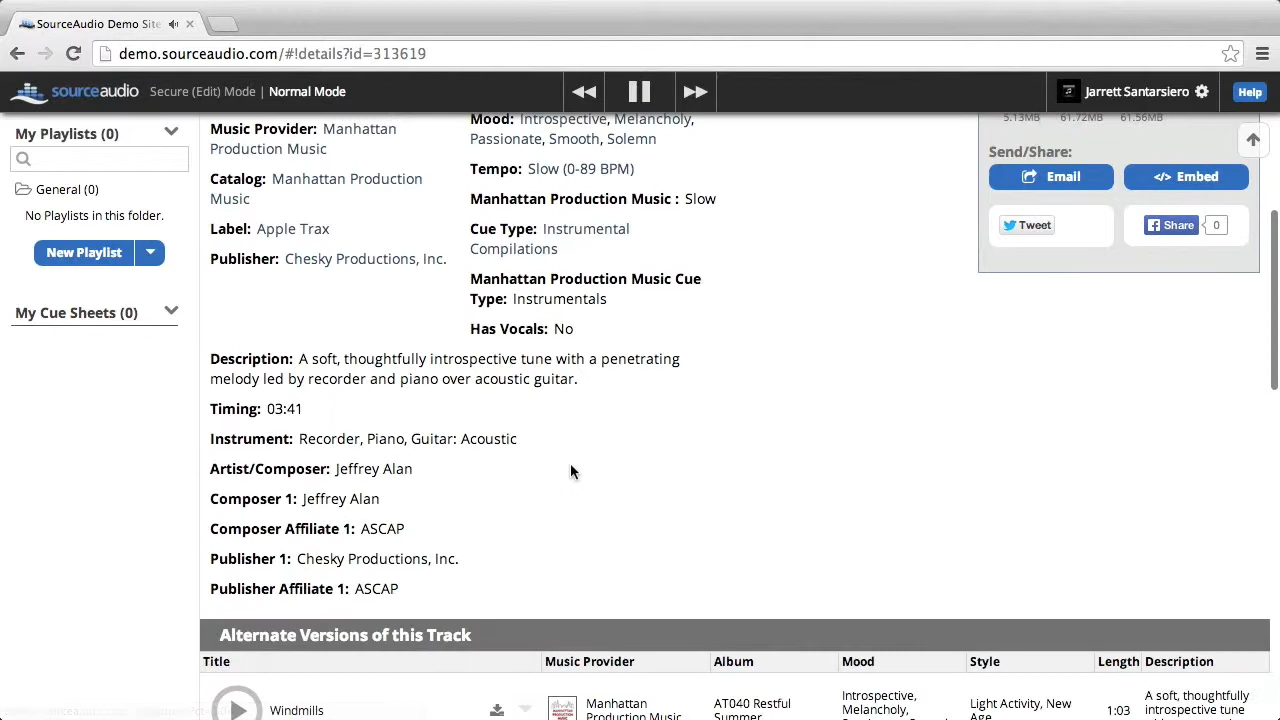 SourceAudio Demo Site
demo.sourceaudio.com/#!details?id=313619
sourceaudio Secure (Edit) Mode | Normal Mode
Jarrett Santarsiero
Help
My Playlists (0)
General (0)
No Playlists in this folder.
New Playlist
My Cue Sheets (0)
Music Provider: Manhattan
Production Music
Catalog: Manhattan Production
Music
Label: Apple Trax
Publisher: Chesky Productions, Inc.
Mood: Introspective, Melancholy,
Passionate, Smooth, Solemn
Tempo: Slow (0-89 BPM)
Manhattan Production Music : Slow
Cue Type: Instrumental
Compilations
Manhattan Production Music Cue
Type: Instrumentals
Has Vocals: No
5.13MB 61.72MB 61.56MB
Send/Share:
Email
</> Embed
Tweet
Share 0
Description: A soft, thoughtfully introspective tune with a penetrating
melody led by recorder and piano over acoustic guitar.
Timing: 03:41
Instrument: Recorder, Piano, Guitar: Acoustic
Artist/Composer: Jeffrey Alan
Composer 1: Jeffrey Alan
Composer Affiliate 1: ASCAP
Publisher 1: Chesky Productions, Inc.
Publisher Affiliate 1: ASCAP
Alternate Versions of this Track
Title Music Provider Album Mood Style Length Description
Windmills
Manhattan
Production Music
AT040 Restful
Summer
Introspective,
Melancholy,
Light Activity, New
Age
1:03
A soft, thoughtfully
introspective tune